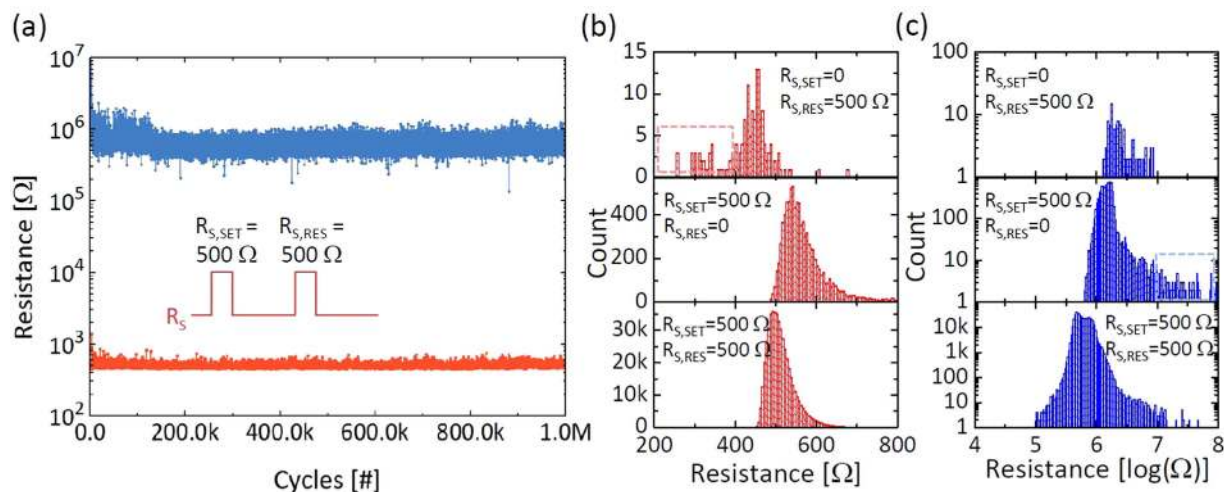 (a)
10⁷
10⁶
10⁵
10⁴
10³
10²
Resistance [Ω]
R_S,SET =
500 Ω
R_S,RES =
500 Ω
R_S
0.0
200.0k
400.0k
600.0k
800.0k
1.0M
Cycles [#]
(b)
15
10
5
0
R_S,SET=0
R_S,RES=500 Ω
400
200
0
R_S,SET=500 Ω
R_S,RES=0
30k
20k
10k
0
R_S,SET=500 Ω
R_S,RES=500 Ω
Count
200
400
600
800
Resistance [Ω]
(c)
100
10
1
R_S,SET=0
R_S,RES=500 Ω
100
10
1
R_S,SET=500 Ω
R_S,RES=0
10k
1k
100
10
1
R_S,SET=500 Ω
R_S,RES=500 Ω
Count
4
5
6
7
8
Resistance [log(Ω)]